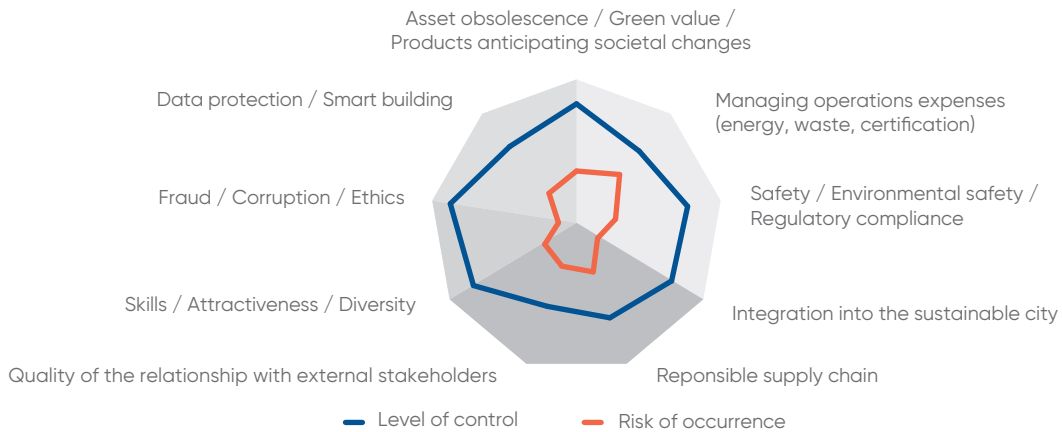 Asset obsolescence / Green value /
Products anticipating societal changes
Data protection / Smart building
Managing operations expenses
(energy, waste, certification)
Fraud / Corruption / Ethics
Safety / Environmental safety /
Regulatory compliance
Skills / Attractiveness / Diversity
Integration into the sustainable city
Quality of the relationship with external stakeholders
Reponsible supply chain
Level of control
Risk of occurrence